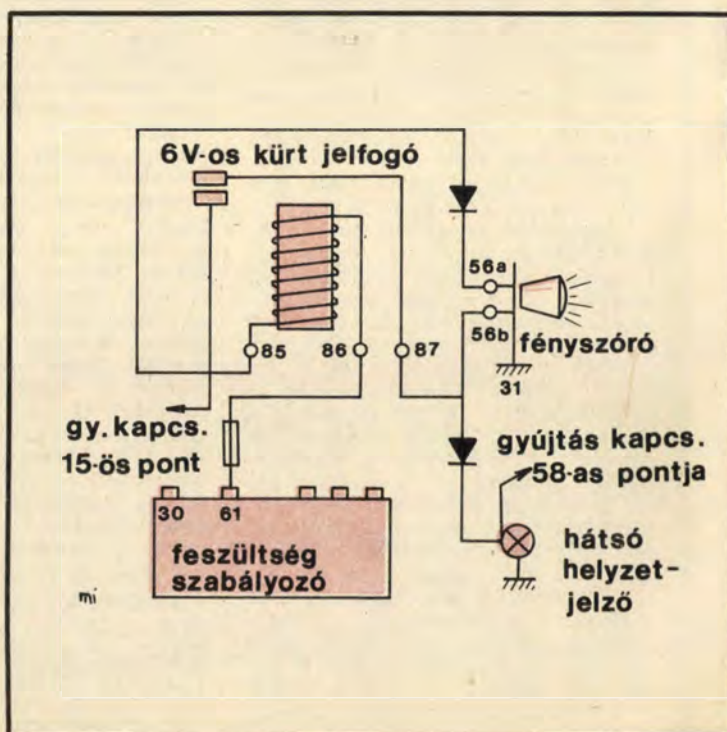 6V-os kürt jelfogó
56a
56b
85
86
87
fényszóró
31
gy. kapcs.
15-ös pont
gyújtás kapcs.
58-as pontja
30
61
feszültség
szabályozó
hátsó
helyzet-
jelző
mi